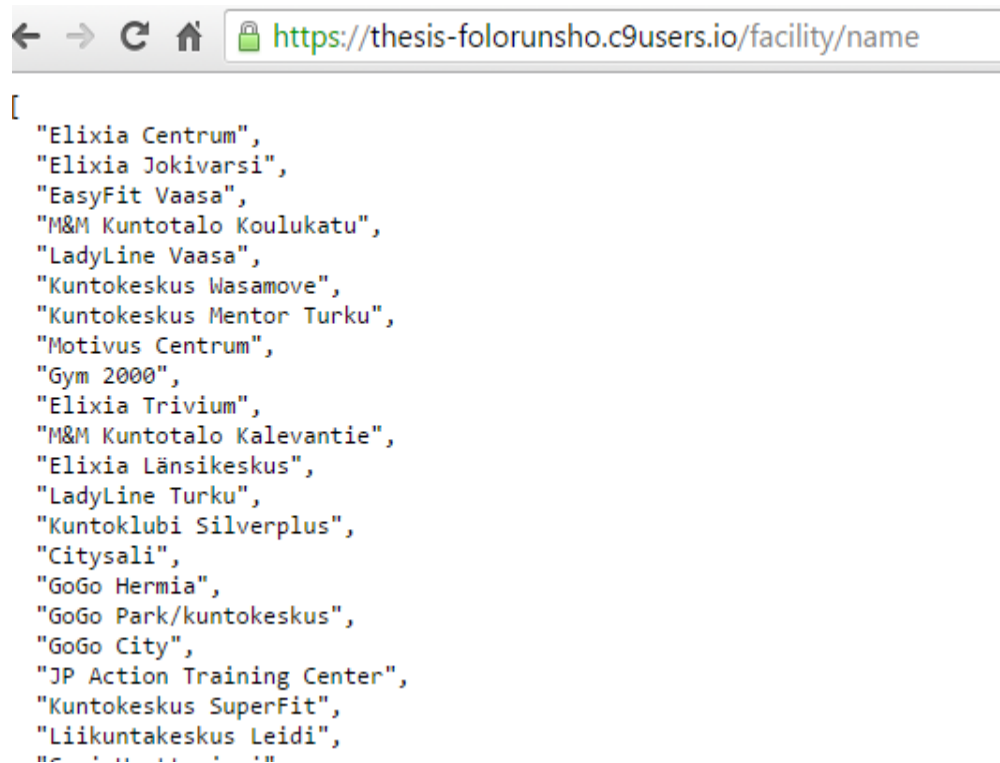 https://thesis-folorunsho.c9users.io/facility/name
[
"Elixia Centrum",
"Elixia Jokivarsi",
"EasyFit Vaasa",
"M&M Kuntotalo Koulukatu",
"LadyLine Vaasa",
"Kuntokeskus Wasamove",
"Kuntokeskus Mentor Turku",
"Motivus Centrum",
"Gym 2000",
"Elixia Trivium",
"M&M Kuntotalo Kalevantie",
"Elixia Länsikeskus",
"LadyLine Turku",
"Kuntoklubi Silverplus",
"Citysali",
"GoGo Hermia",
"GoGo Park/kuntokeskus",
"GoGo City",
"JP Action Training Center",
"Kuntokeskus SuperFit",
"Liikuntakeskus Leidi",